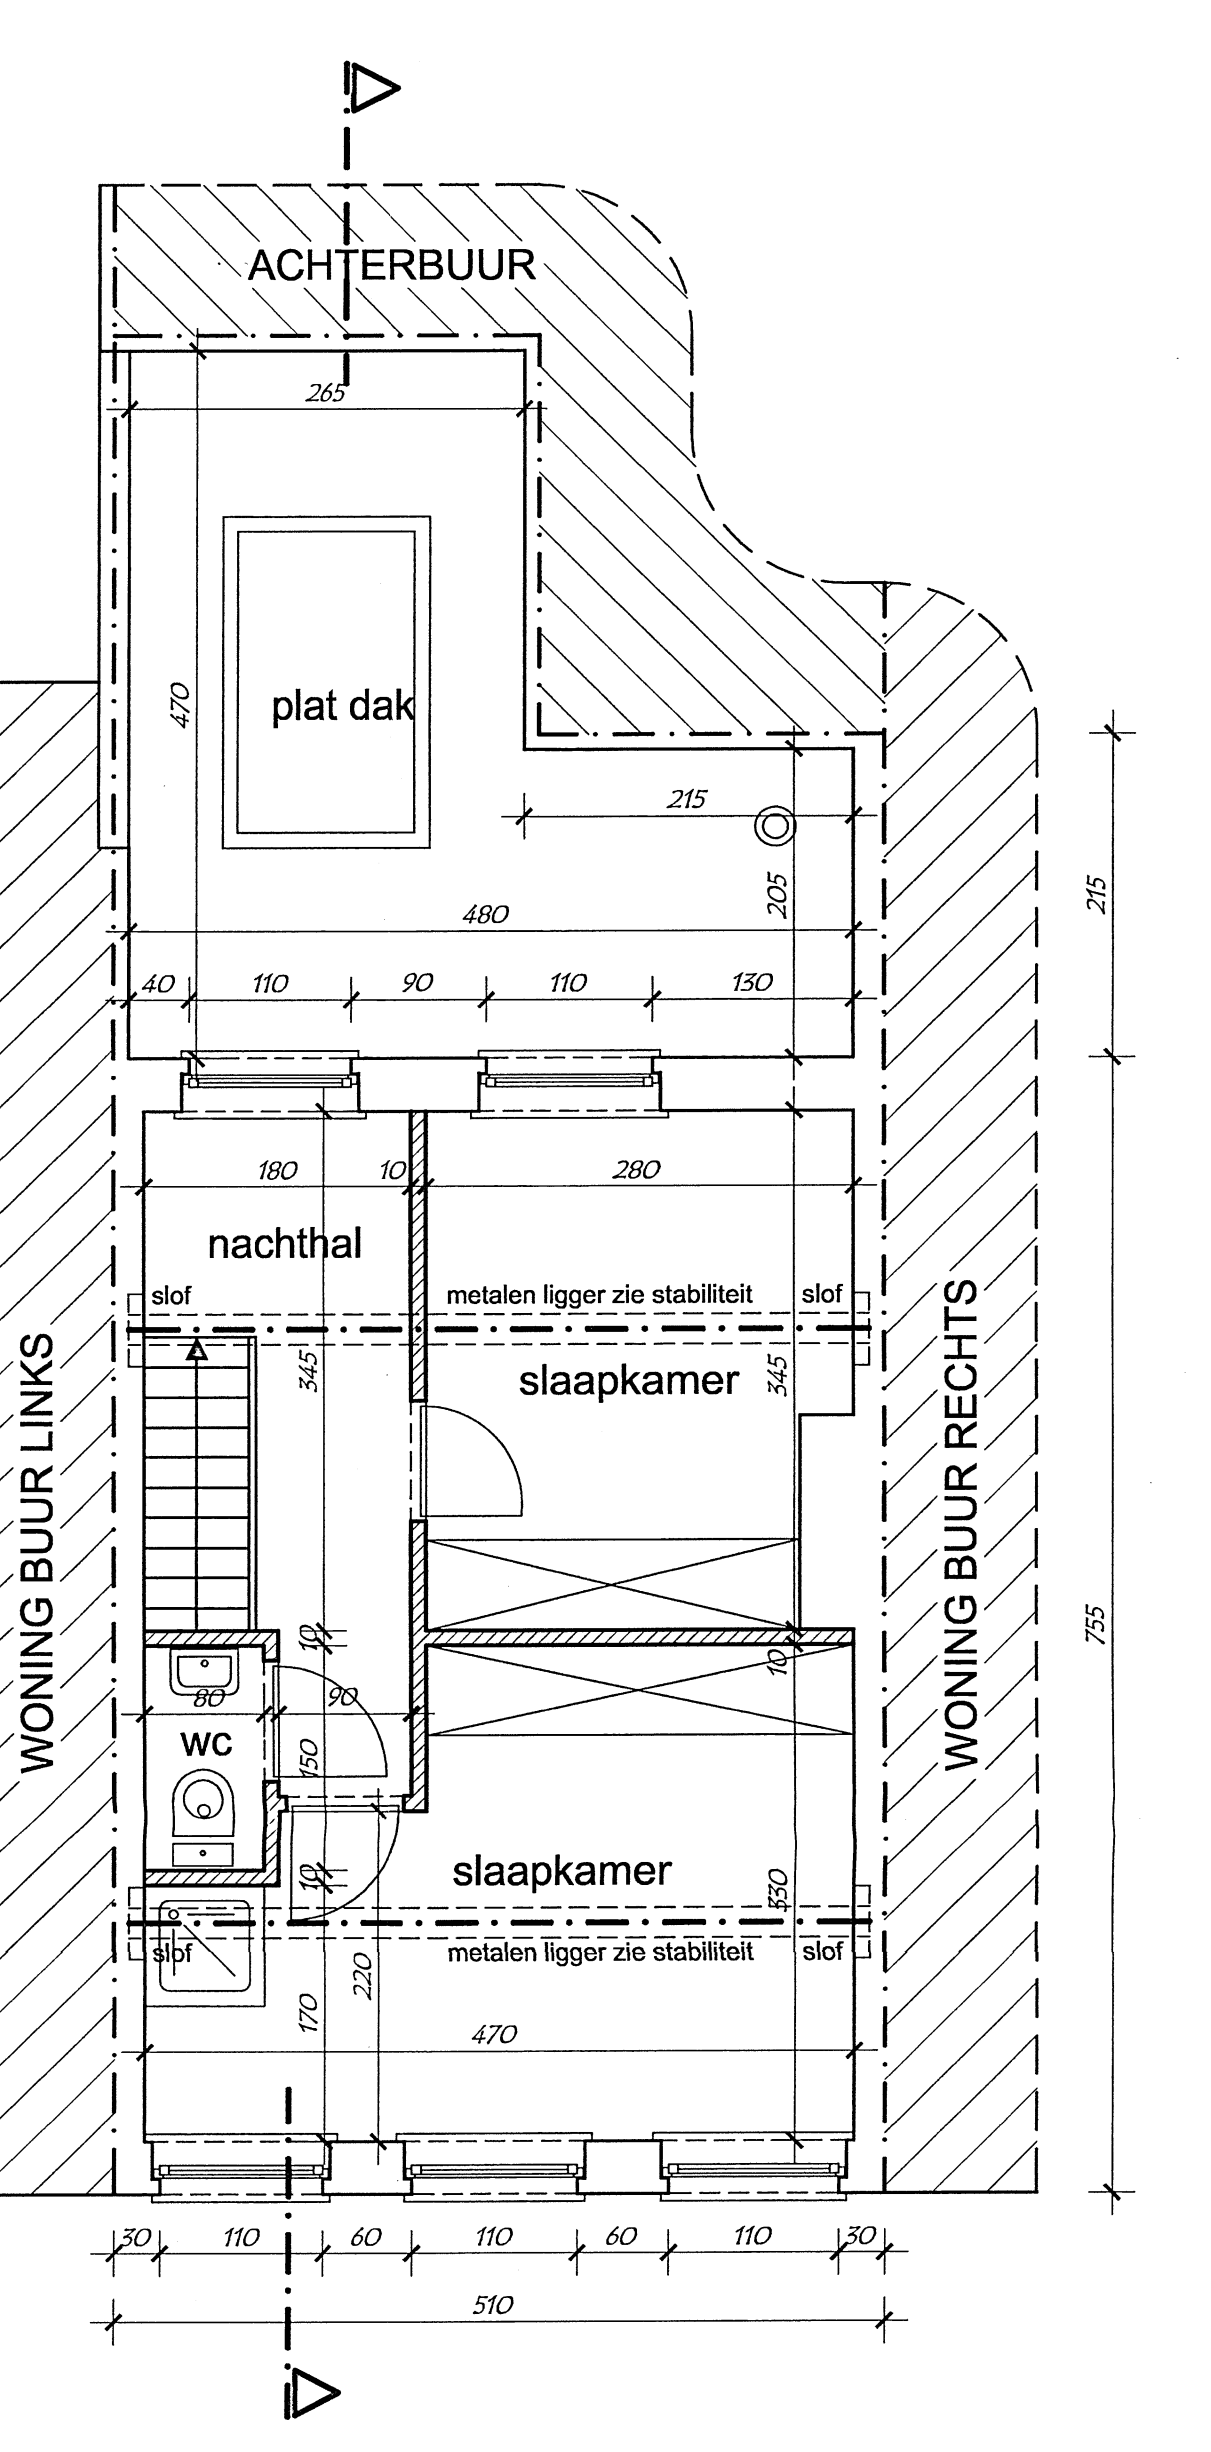 ACHTERBUUR
265
470
plat dak
215
205
215
480
40 110 90 110 130
180 10 280
nachthal
slof metalen ligger zie stabiliteit slof
345
345
slaapkamer
WONING BUUR LINKS
WONING BUUR RECHTS
755
10
10
80 90
WC
150
slaapkamer
10
330
slof metalen ligger zie stabiliteit slof
220
170
470
30 110 60 110 60 110 30
510